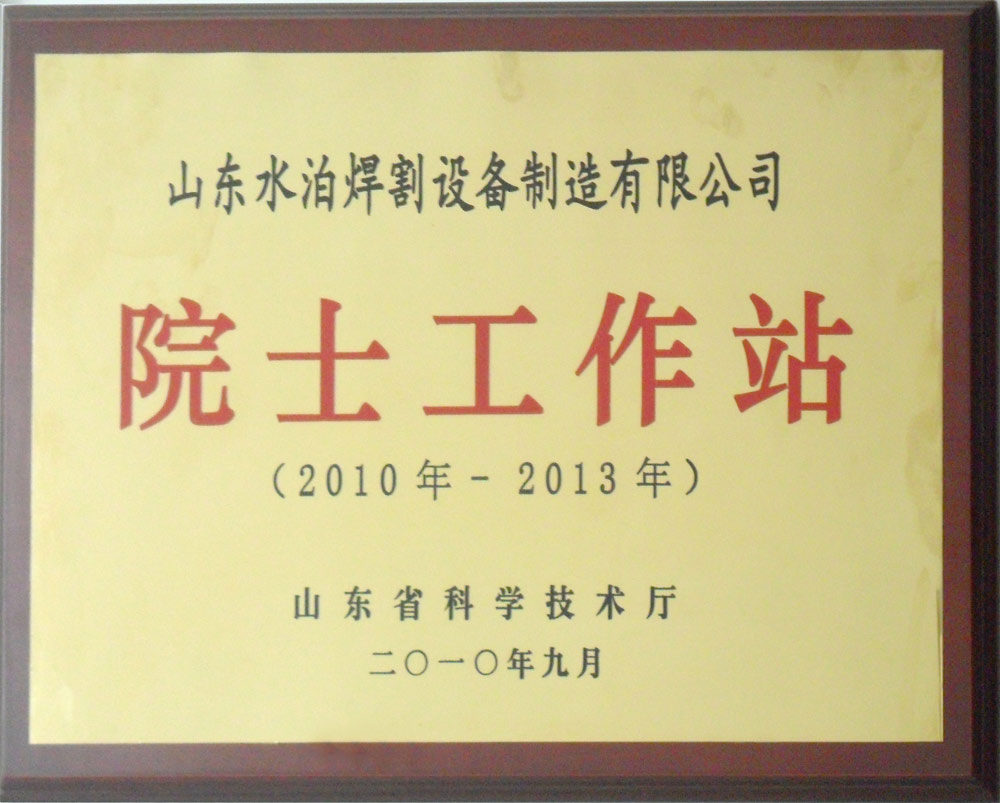 山东水泊焊割设备制造有限公司
院士工作站
（2010年-2013年）
山东省科学技术厅
二〇一〇年九月